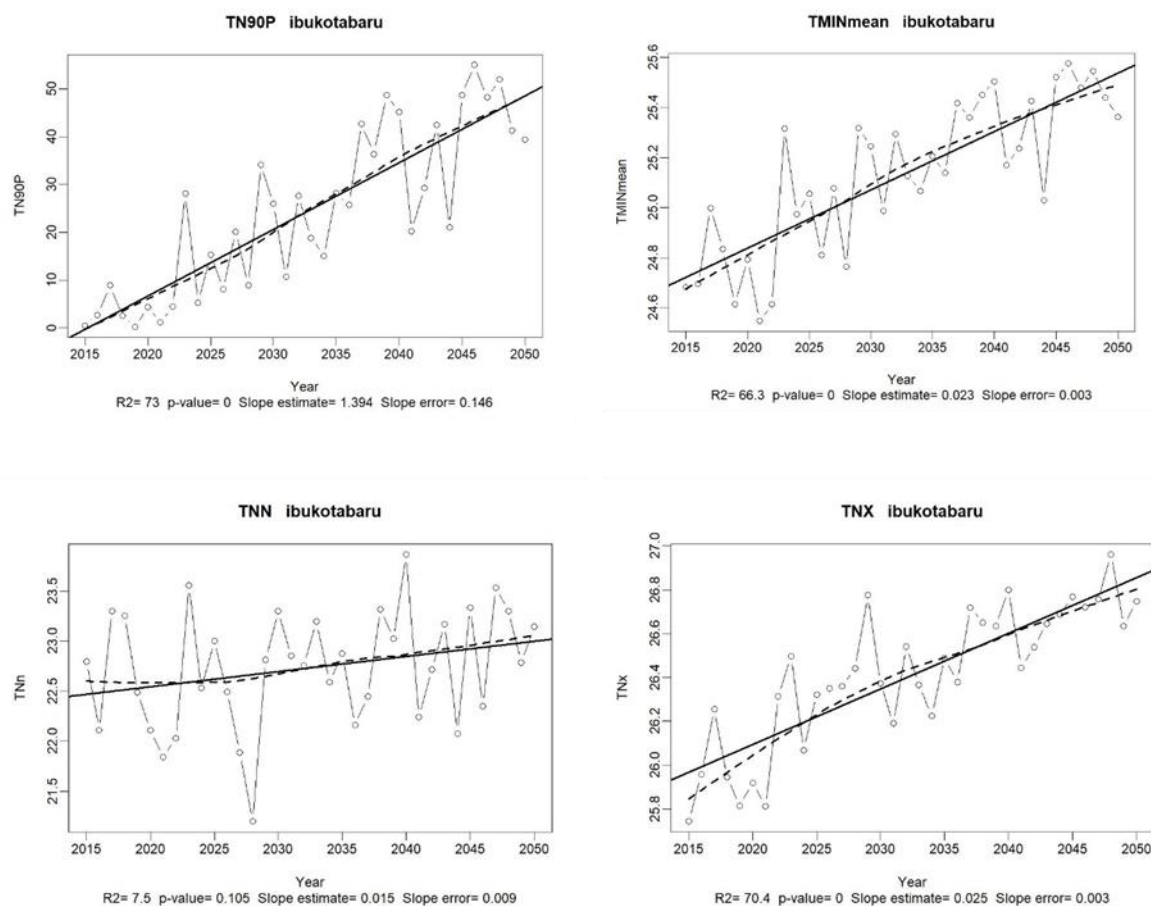 TN90P ibukotabaru
TN90P
50
40
30
20
10
0
2015 2020 2025 2030 2035 2040 2045 2050
Year
R2= 73 p-value= 0 Slope estimate= 1.394 Slope error= 0.146
TMINmean ibukotabaru
TMINmean
25.6
25.4
25.2
25.0
24.8
24.6
2015 2020 2025 2030 2035 2040 2045 2050
Year
R2= 66.3 p-value= 0 Slope estimate= 0.023 Slope error= 0.003
TNN ibukotabaru
TNn
23.5
23.0
22.5
22.0
21.5
2015 2020 2025 2030 2035 2040 2045 2050
Year
R2= 7.5 p-value= 0.105 Slope estimate= 0.015 Slope error= 0.009
TNX ibukotabaru
TNx
27.0
26.8
26.6
26.4
26.2
26.0
25.8
2015 2020 2025 2030 2035 2040 2045 2050
Year
R2= 70.4 p-value= 0 Slope estimate= 0.025 Slope error= 0.003